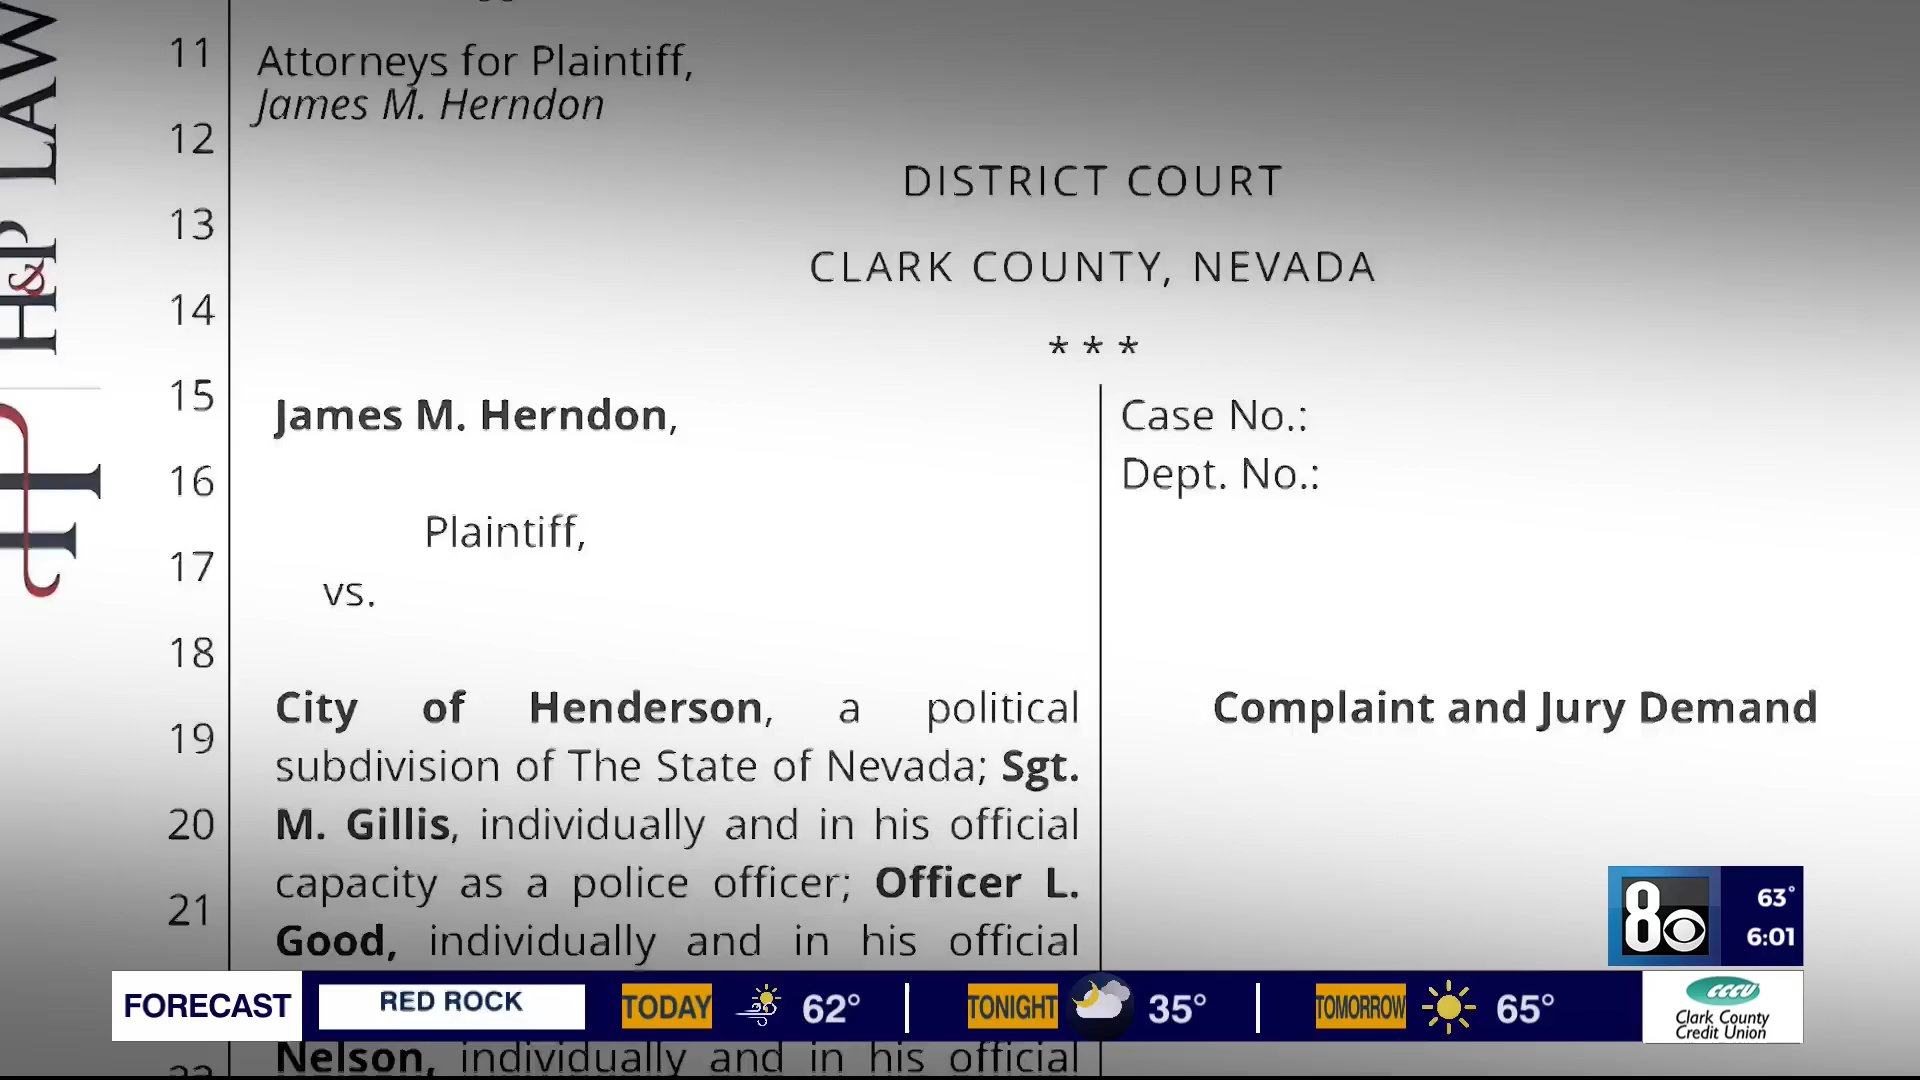 H&P LAW
11
Attorneys for Plaintiff,
James M. Herndon
12
DISTRICT COURT
13
CLARK COUNTY, NEVADA
14
* * *
15
James M. Herndon,
Case No.:
Dept. No.:
16
Plaintiff,
17
vs.
18
City of Henderson, a political
Complaint and Jury Demand
19
subdivision of The State of Nevada; Sgt.
20
M. Gillis, individually and in his official
capacity as a police officer; Officer L.
21
Good, individually and in his official
Nelson, individually and in his official
8
63°
6:01
FORECAST
RED ROCK
TODAY 62°
TONIGHT 35°
TOMORROW 65°
CCCU
Clark County
Credit Union